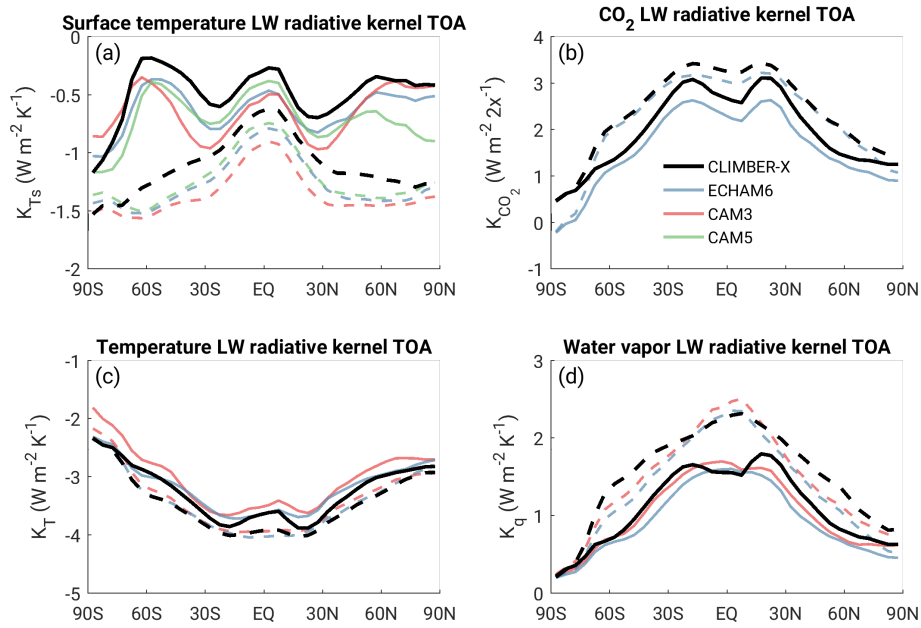 Surface temperature LW radiative kernel TOA
(a)
K_Ts (W m^-2 K^-1)
0
-0.5
-1
-1.5
-2
90S 60S 30S EQ 30N 60N 90N
CO_2 LW radiative kernel TOA
(b)
K_CO_2 (W m^-2 2x^-1)
4
3
2
1
0
-1
CLIMBER-X
ECHAM6
CAM3
CAM5
90S 60S 30S EQ 30N 60N 90N
Temperature LW radiative kernel TOA
(c)
K_T (W m^-2 K^-1)
-1
-2
-3
-4
-5
90S 60S 30S EQ 30N 60N 90N
Water vapor LW radiative kernel TOA
(d)
K_q (W m^-2 K^-1)
3
2
1
0
90S 60S 30S EQ 30N 60N 90N